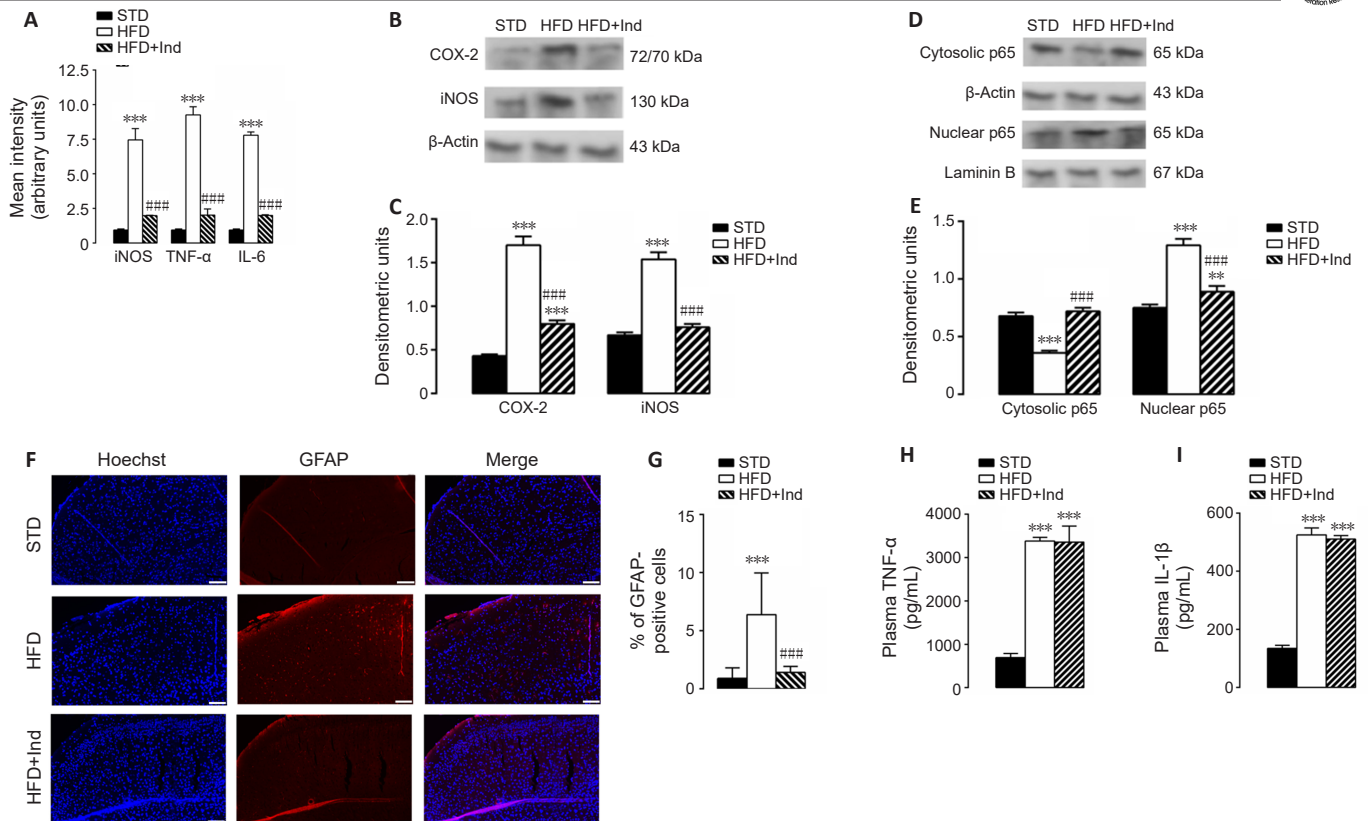 A
STD
HFD
HFD+Ind
Mean intensity
(arbitrary units)
12.5
10.0
7.5
5.0
2.5
0
***
***
***
###
###
###
iNOS TNF-α IL-6
B
STD HFD HFD+Ind
COX-2 72/70 kDa
iNOS 130 kDa
β-Actin 43 kDa
C
STD
HFD
HFD+Ind
Densitometric units
2.0
1.5
1.0
0.5
0
***
###
***
***
###
COX-2 iNOS
D
STD HFD HFD+Ind
Cytosolic p65 65 kDa
β-Actin 43 kDa
Nuclear p65 65 kDa
Laminin B 67 kDa
E
STD
HFD
HFD+Ind
Densitometric units
1.5
1.0
0.5
0
***
###
***
###
**
Cytosolic p65 Nuclear p65
F
Hoechst GFAP Merge
STD
HFD
HFD+Ind
G
STD
HFD
HFD+Ind
% of GFAP-
positive cells
15
10
5
0
***
###
H
STD
HFD
HFD+Ind
Plasma TNF-α
(pg/mL)
4000
3000
2000
1000
0
***
***
I
STD
HFD
HFD+Ind
Plasma IL-1β
(pg/mL)
600
400
200
0
***
***